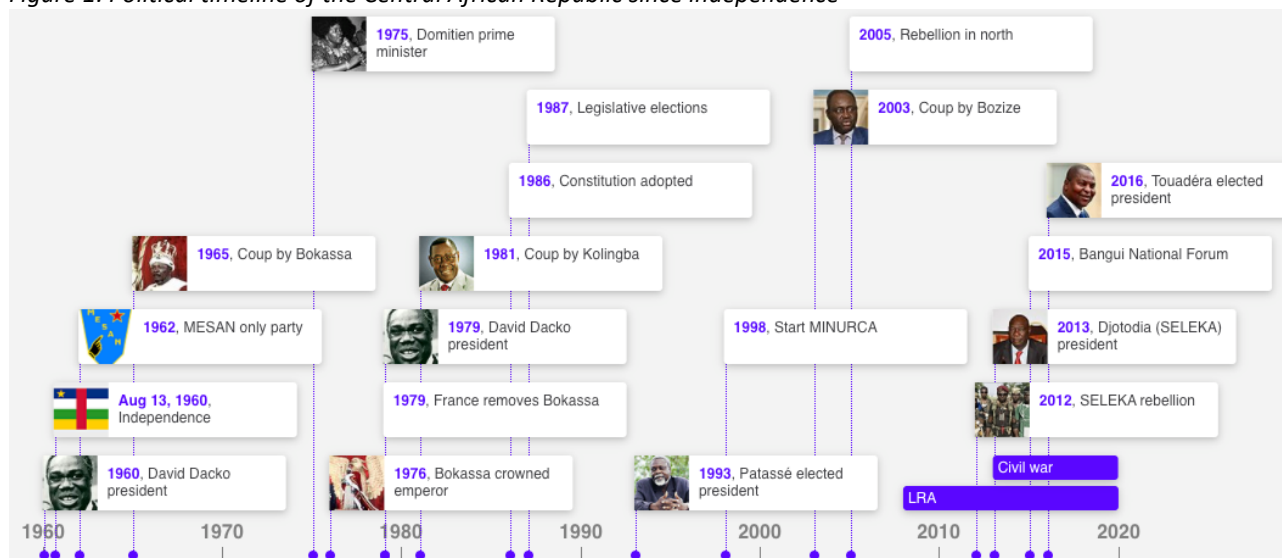 Figure 1: Political timeline of the Central African Republic since independence
1975, Domitien prime
minister
2005, Rebellion in north
1987, Legislative elections
2003, Coup by Bozize
1986, Constitution adopted
2016, Touadéra elected
president
1965, Coup by Bokassa
1981, Coup by Kolingba
2015, Bangui National Forum
MESAN
1962, MESAN only party
1979, David Dacko
president
1998, Start MINURCA
2013, Djotodia (SELEKA)
president
Aug 13, 1960,
Independence
1979, France removes Bokassa
2012, SELEKA rebellion
1960, David Dacko
president
1976, Bokassa crowned
emperor
1993, Patassé elected
president
Civil war
LRA
1960
1970
1980
1990
2000
2010
2020